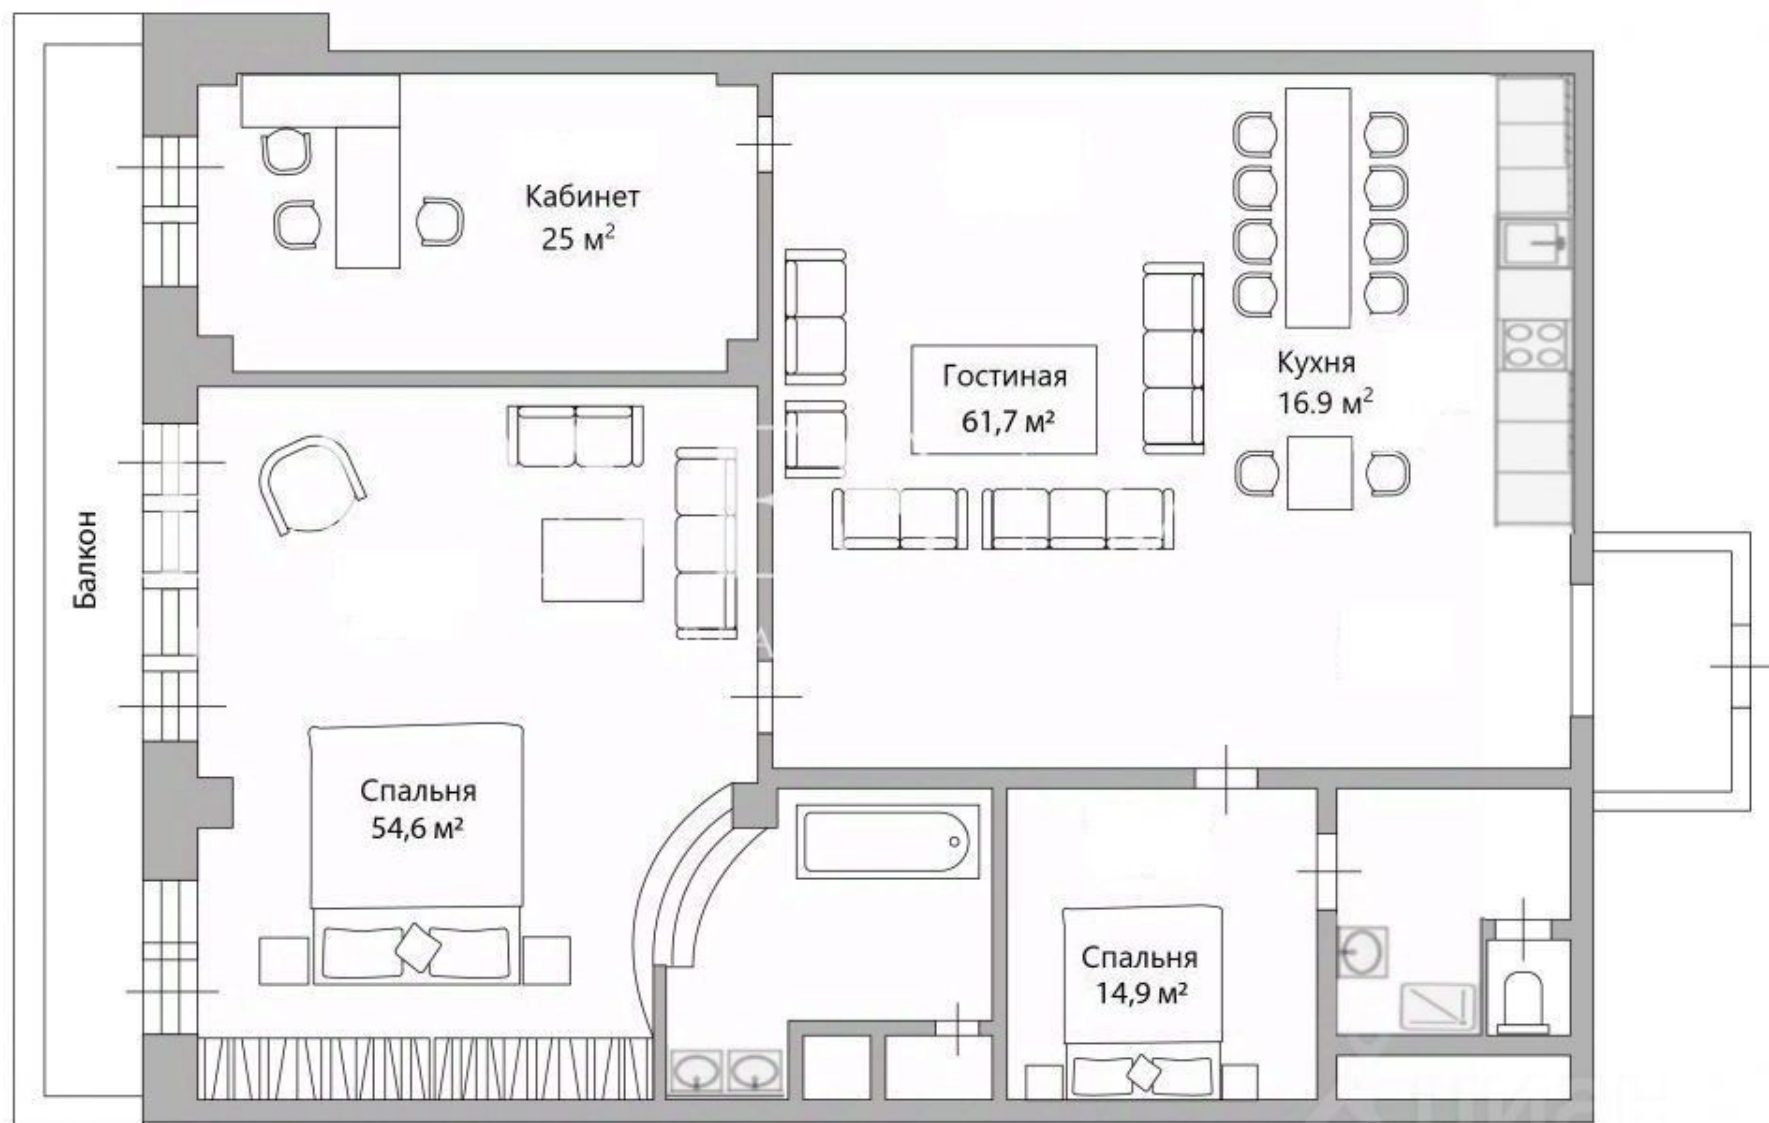 Кабинет
25 м²
Гостиная
61,7 м²
Кухня
16.9 м²
Балкон
Спальня
54,6 м²
Спальня
14,9 м²
циан